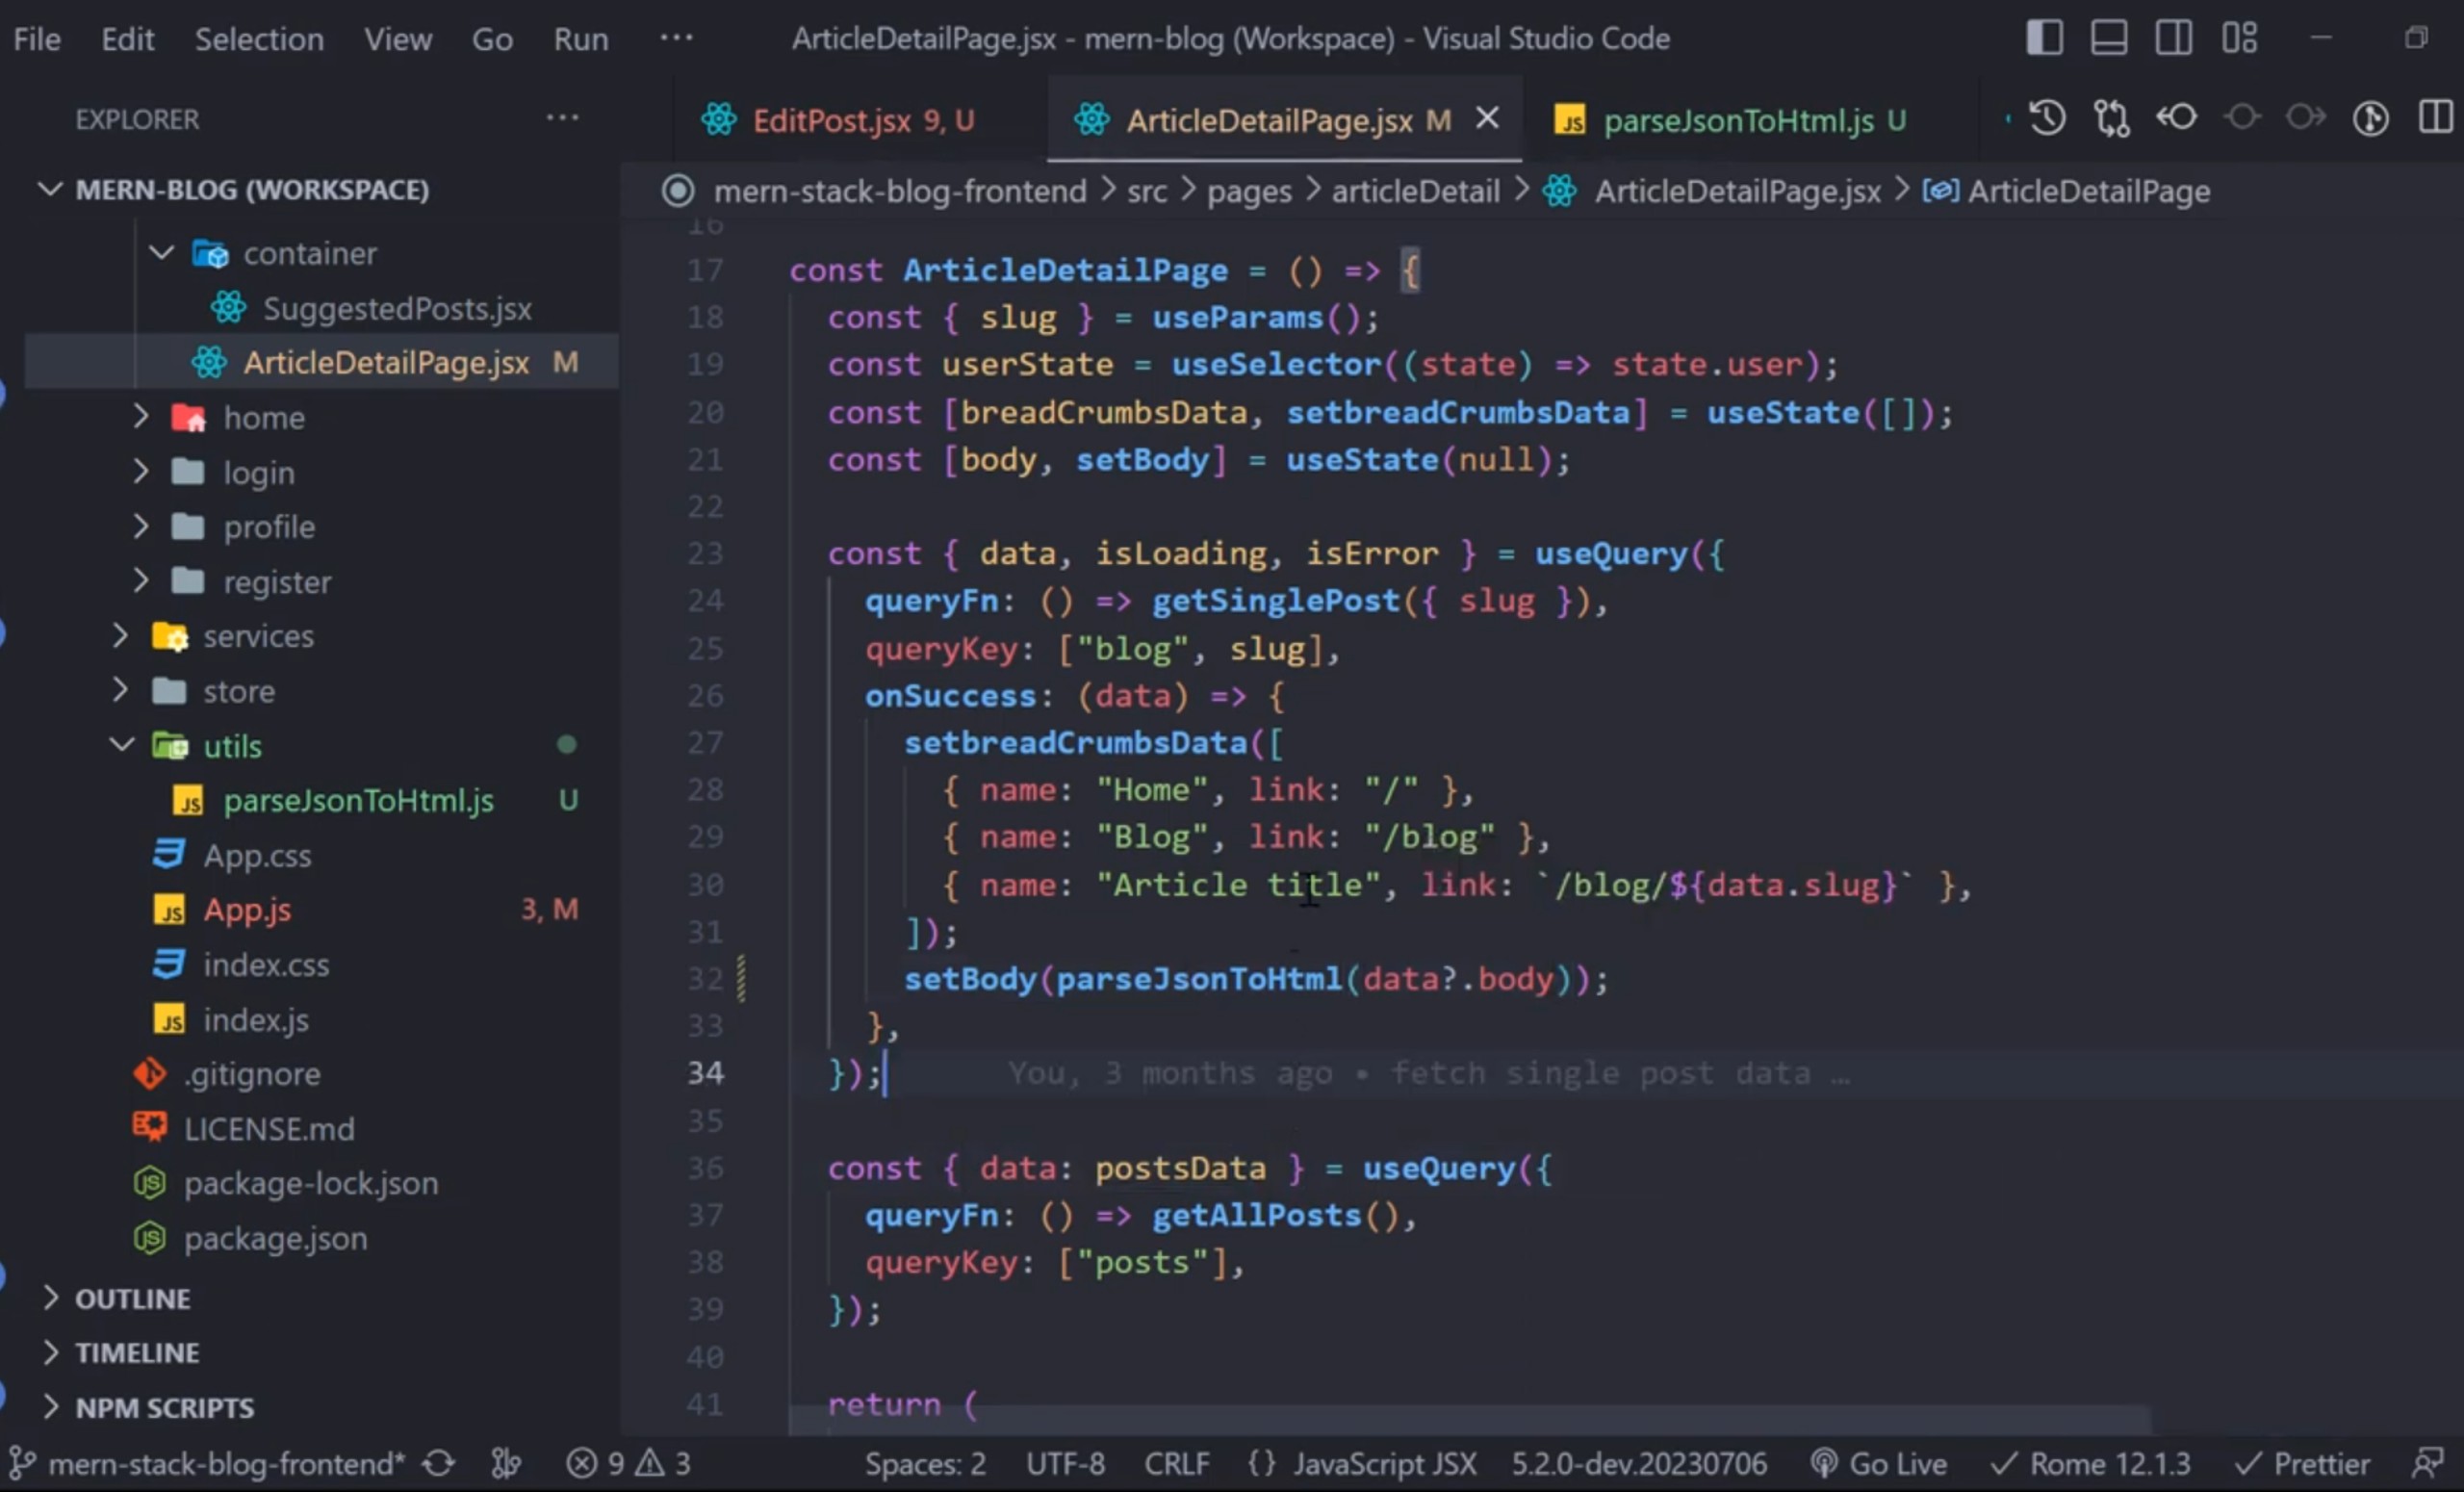 File Edit Selection View Go Run ··· ArticleDetailPage.jsx - mern-blog (Workspace) - Visual Studio Code
EXPLORER ···
MERN-BLOG (WORKSPACE)
container
SuggestedPosts.jsx
ArticleDetailPage.jsx M
home
login
profile
register
services
store
utils
JS parseJsonToHtml.js U
App.css
JS App.js 3, M
index.css
JS index.js
.gitignore
LICENSE.md
package-lock.json
package.json
OUTLINE
TIMELINE
NPM SCRIPTS
EditPost.jsx 9, U ArticleDetailPage.jsx M JS parseJsonToHtml.js U
mern-stack-blog-frontend > src > pages > articleDetail > ArticleDetailPage.jsx > ArticleDetailPage
16
17 const ArticleDetailPage = () => {
18 const { slug } = useParams();
19 const userState = useSelector((state) => state.user);
20 const [breadCrumbsData, setbreadCrumbsData] = useState([]);
21 const [body, setBody] = useState(null);
22
23 const { data, isLoading, isError } = useQuery({
24 queryFn: () => getSinglePost({ slug }),
25 queryKey: ["blog", slug],
26 onSuccess: (data) => {
27 setbreadCrumbsData([
28 { name: "Home", link: "/" },
29 { name: "Blog", link: "/blog" },
30 { name: "Article title", link: `/blog/${data.slug}` },
31 ]);
32 setBody(parseJsonToHtml(data?.body));
33 },
34 }); You, 3 months ago • fetch single post data …
35
36 const { data: postsData } = useQuery({
37 queryFn: () => getAllPosts(),
38 queryKey: ["posts"],
39 });
40
41 return (
mern-stack-blog-frontend* 9 3 Spaces: 2 UTF-8 CRLF {} JavaScript JSX 5.2.0-dev.20230706 Go Live Rome 12.1.3 Prettier